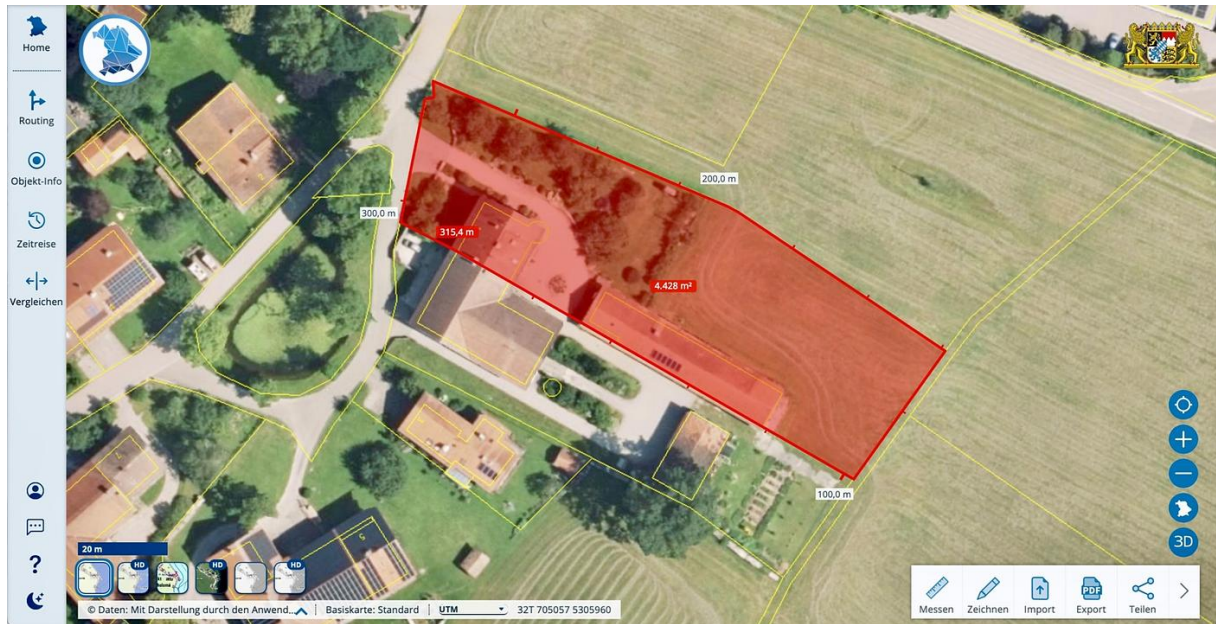 Home
Routing
Objekt-Info
Zeitreise
Vergleichen
200,0 m
300,0 m
315,4 m
4.428 m²
100,0 m
3D
20 m
HD
HD
HD
?
© Daten: Mit Darstellung durch den Anwend...
Basiskarte: Standard
UTM
32T 705057 5305960
Messen
Zeichnen
Import
PDF
Export
Teilen
5